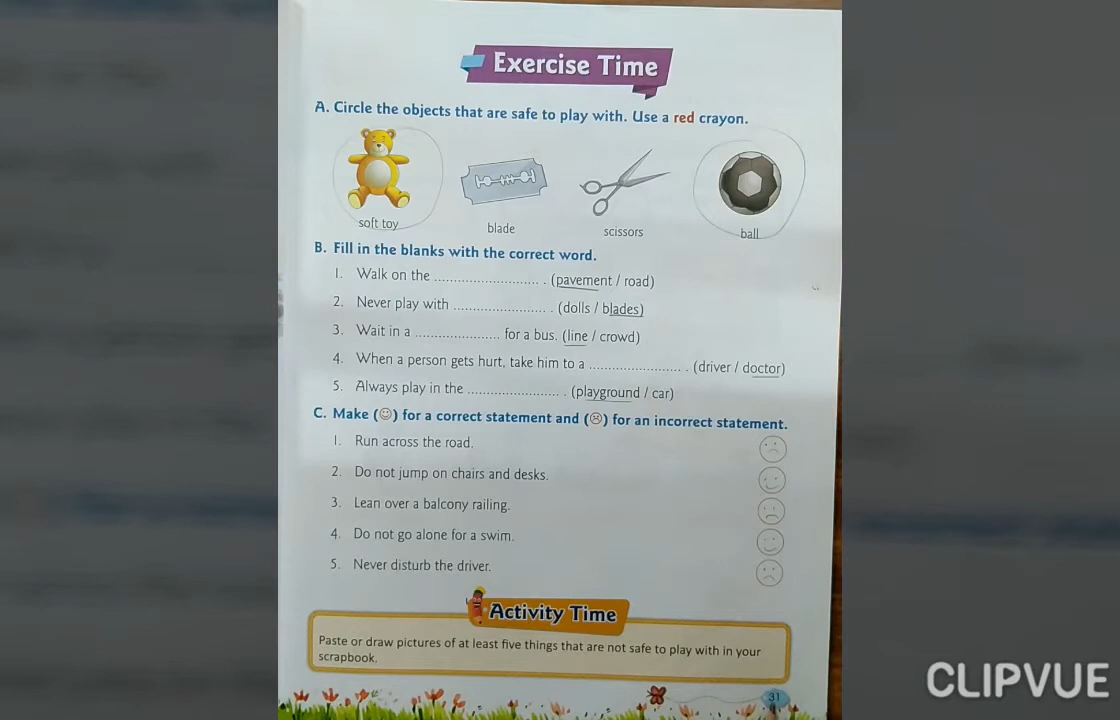 Exercise Time
A. Circle the objects that are safe to play with. Use a red crayon.
soft toy
blade
scissors
ball
B. Fill in the blanks with the correct word.
1. Walk on the .......................... . (pavement / road)
2. Never play with ....................... . (dolls / blades)
3. Wait in a ..................... for a bus. (line / crowd)
4. When a person gets hurt, take him to a ....................... . (driver / doctor)
5. Always play in the ....................... . (playground / car)
C. Make (☺) for a correct statement and (☹) for an incorrect statement.
1. Run across the road.
2. Do not jump on chairs and desks.
3. Lean over a balcony railing.
4. Do not go alone for a swim.
5. Never disturb the driver.
Activity Time
Paste or draw pictures of at least five things that are not safe to play with in your
scrapbook.
31
CLIPVUE